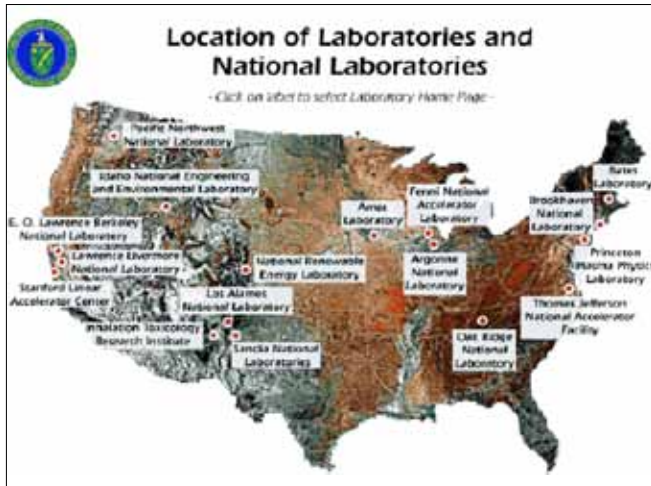 Location of Laboratories and
National Laboratories
- Click on label to select Laboratory Home Page -
Pacific Northwest
National Laboratory
Idaho National Engineering
and Environmental Laboratory
E. O. Lawrence Berkeley
National Laboratory
Lawrence Livermore
National Laboratory
Stanford Linear
Accelerator Center
Los Alamos
National Laboratory
Inhalation Toxicology
Research Institute
Sandia National
Laboratories
National Renewable
Energy Laboratory
Ames
Laboratory
Fermi National
Accelerator
Laboratory
Argonne
National
Laboratory
Oak Ridge
National
Laboratory
Bates
Laboratory
Brookhaven
National
Laboratory
Princeton
Plasma Physics
Laboratory
Thomas Jefferson
National Accelerator
Facility